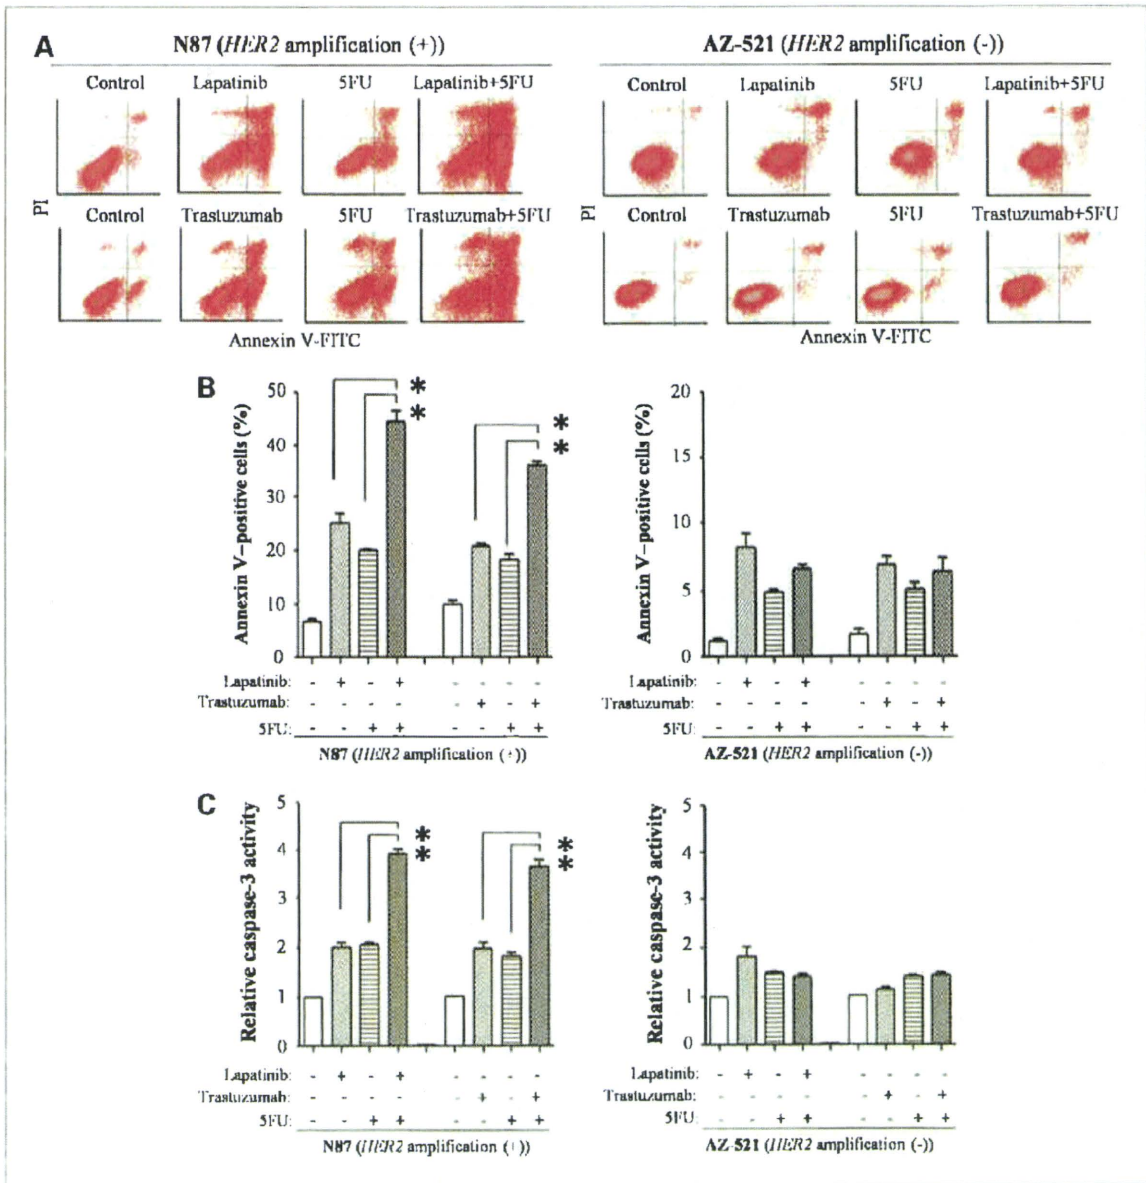 A
N87 (HER2 amplification (+))
AZ-521 (HER2 amplification (-))
Control Lapatinib 5FU Lapatinib+5FU
Control Lapatinib 5FU Lapatinib+5FU
PI
Control Trastuzumab 5FU Trastuzumab+5FU
PI
Control Trastuzumab 5FU Trastuzumab+5FU
Annexin V-FITC
Annexin V-FITC
B
Annexin V-positive cells (%)
50
40
30
20
10
0
* * * *
Lapatinib: - + - + - - - -
Trastuzumab: - - - - - + - +
5FU: - - + + - - + +
N87 (HER2 amplification (+))
Annexin V-positive cells (%)
20
15
10
5
0
Lapatinib: - + - + - - - -
Trastuzumab: - - - - - + - +
5FU: - - + + - - + +
AZ-521 (HER2 amplification (-))
C
Relative caspase-3 activity
5
4
3
2
1
0
* * * *
Lapatinib: - + - + - - - -
Trastuzumab: - - - - - + - +
5FU: - - + + - - + +
N87 (HER2 amplification (+))
Relative caspase-3 activity
5
4
3
2
1
0
Lapatinib: - + - + - - - -
Trastuzumab: - - - - - + - +
5FU: - - + + - - + +
AZ-521 (HER2 amplification (-))